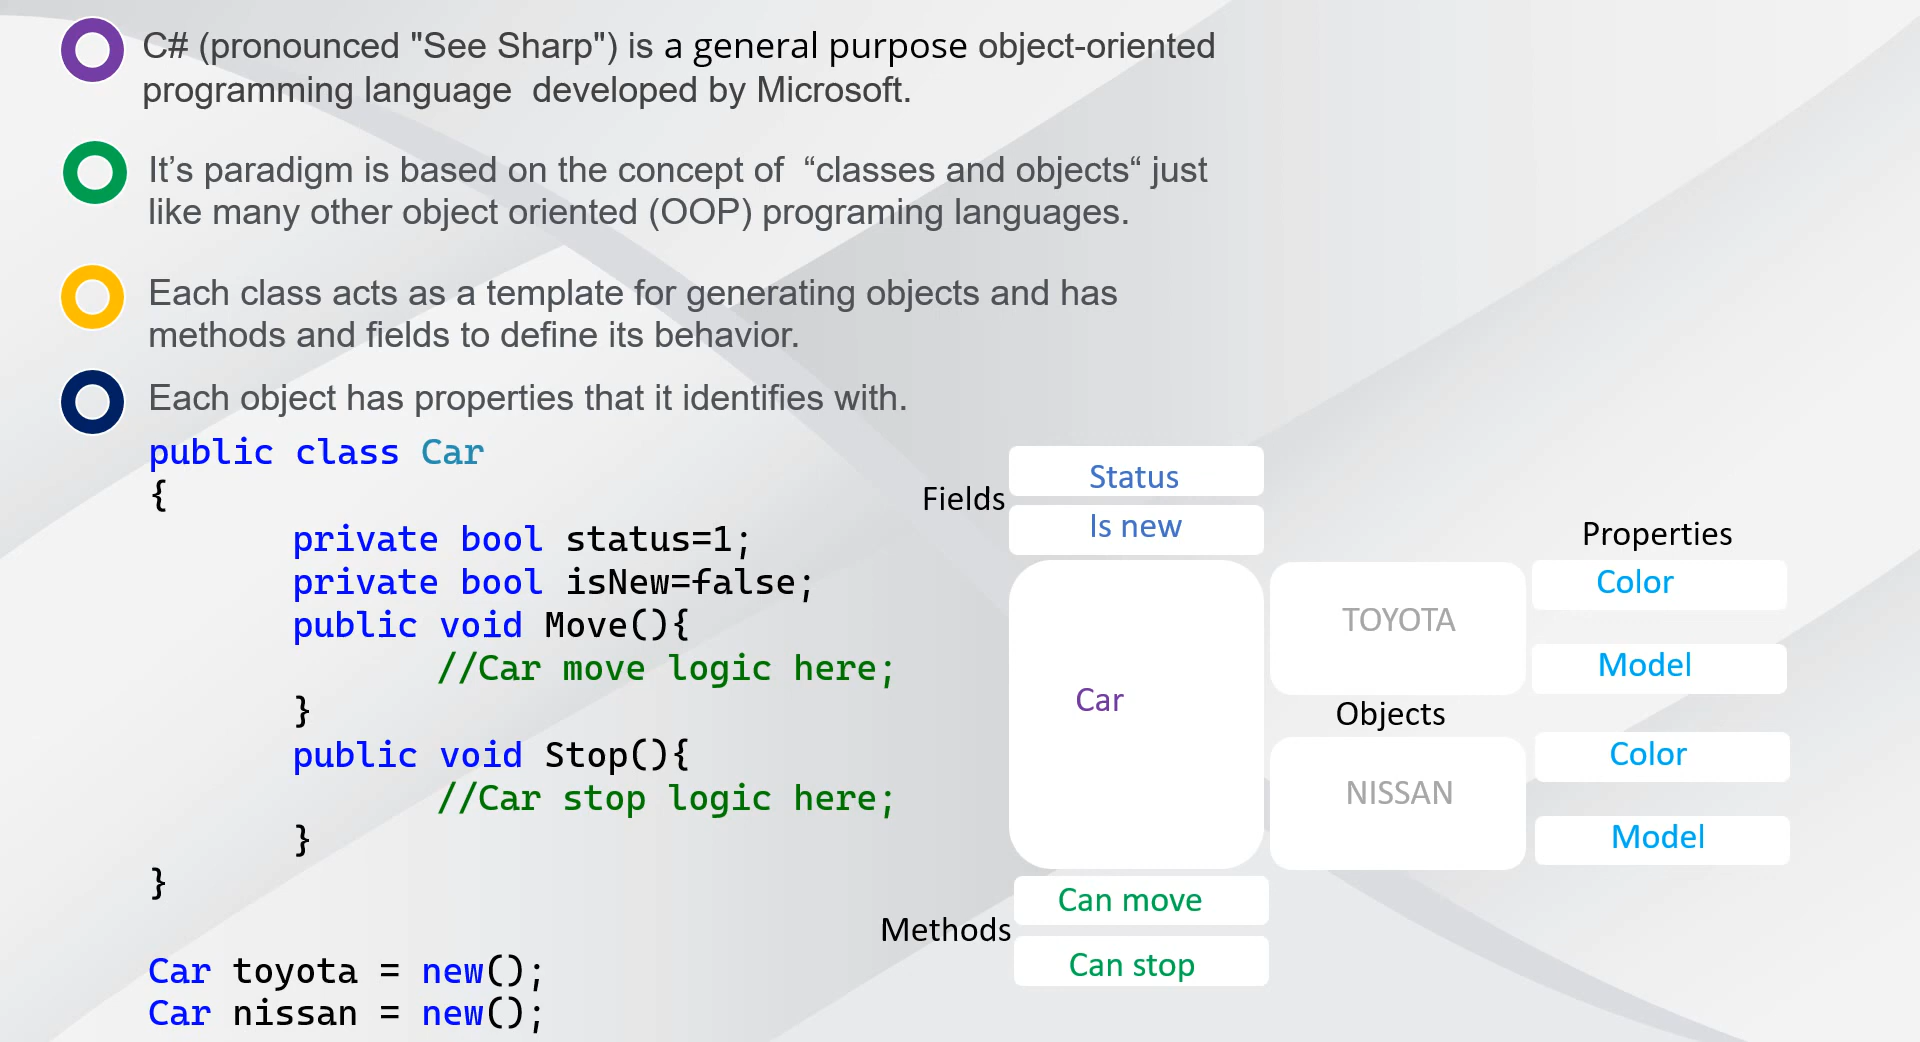 C# (pronounced "See Sharp") is a general purpose object-oriented
programming language  developed by Microsoft.
It’s paradigm is based on the concept of  “classes and objects“ just
like many other object oriented (OOP) programing languages.
Each class acts as a template for generating objects and has
methods and fields to define its behavior.
Each object has properties that it identifies with.
public class Car
{
private bool status=1;
private bool isNew=false;
public void Move(){
//Car move logic here;
}
public void Stop(){
//Car stop logic here;
}
}
Car toyota = new();
Car nissan = new();
Fields
Status
Is new
Car
Methods
Can move
Can stop
TOYOTA
Objects
NISSAN
Properties
Color
Model
Color
Model